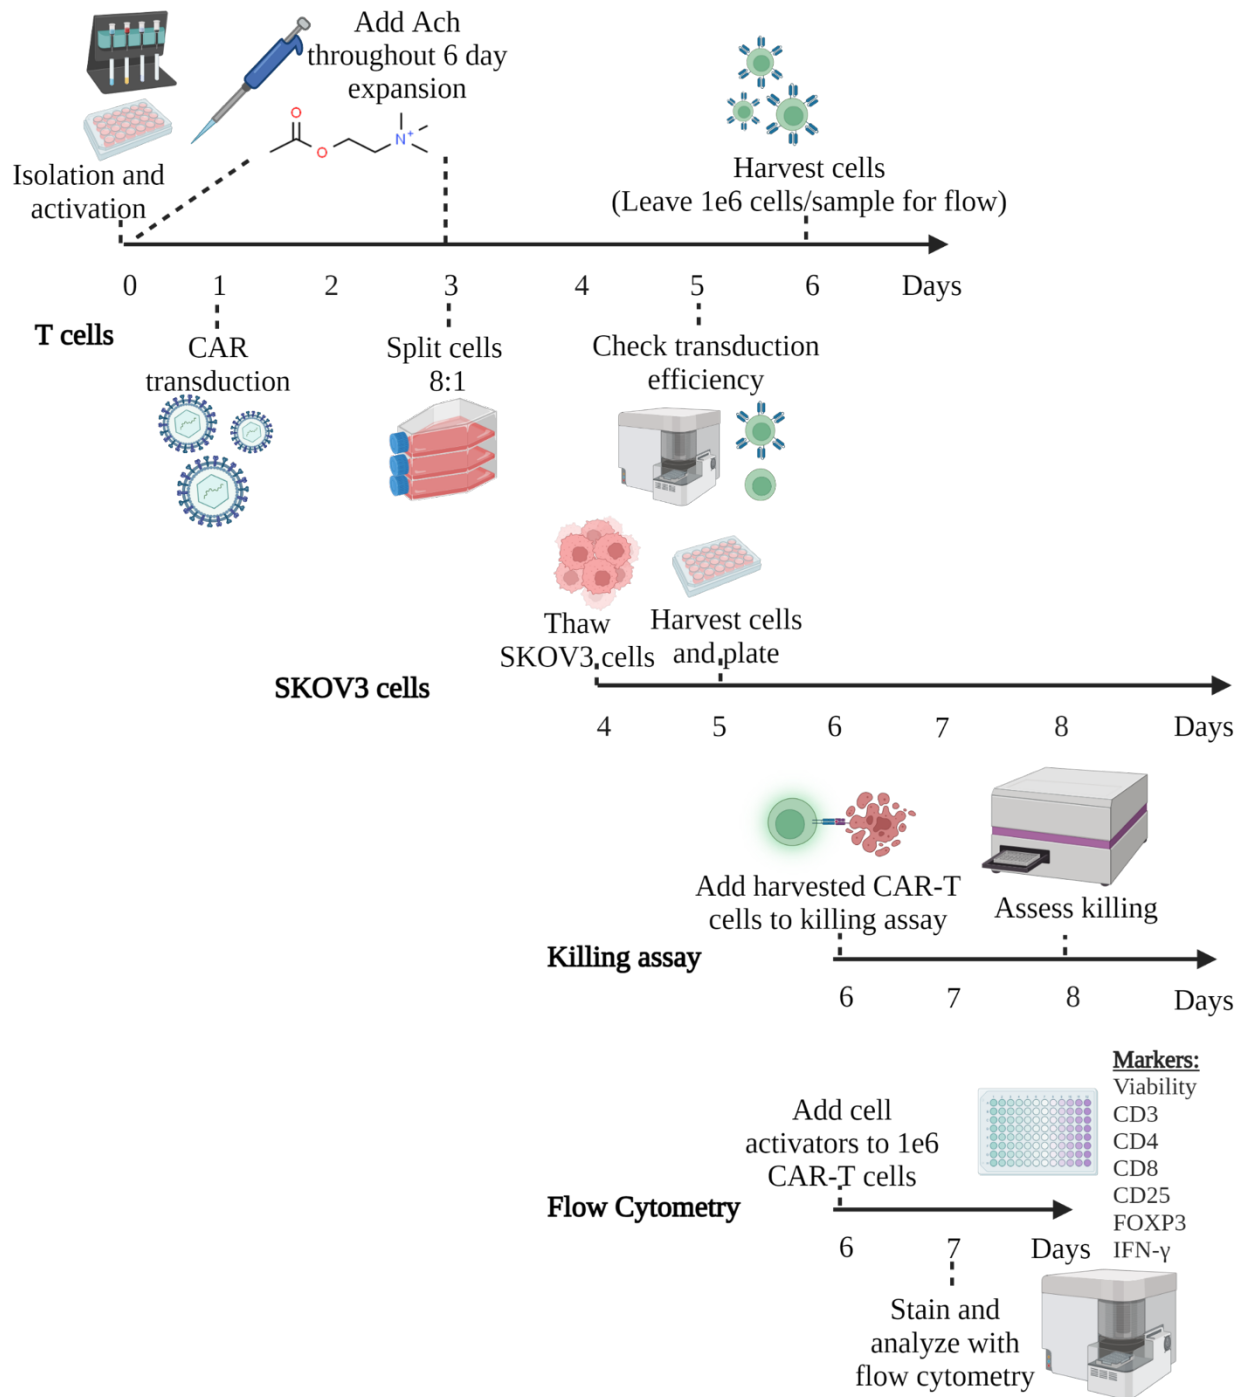 Add Ach
throughout 6 day
expansion
O
O
N+
Isolation and
activation
Harvest cells
(Leave 1e6 cells/sample for flow)
0 1 2 3 4 5 6 Days
T cells
CAR
transduction
Split cells
8:1
Check transduction
efficiency
Thaw
SKOV3 cells
Harvest cells
and plate
SKOV3 cells
4 5 6 7 8 Days
Add harvested CAR-T
cells to killing assay
Assess killing
Killing assay
6 7 8 Days
Markers:
Viability
CD3
CD4
CD8
CD25
FOXP3
IFN-γ
Add cell
activators to 1e6
CAR-T cells
Flow Cytometry
6 7 Days
Stain and
analyze with
flow cytometry